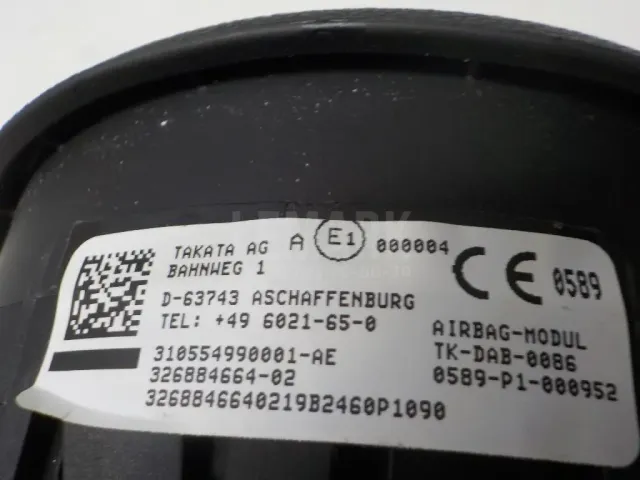 TAKATA AG A E1 000004
BAHNWEG 1
D-63743 ASCHAFFENBURG
TEL: +49 6021-65-0
CE 0589
AIRBAG-MODUL
TK-DAB-0086
0589-P1-000952
310554990001-AE
326884664-02
3268846640219B2460P1090